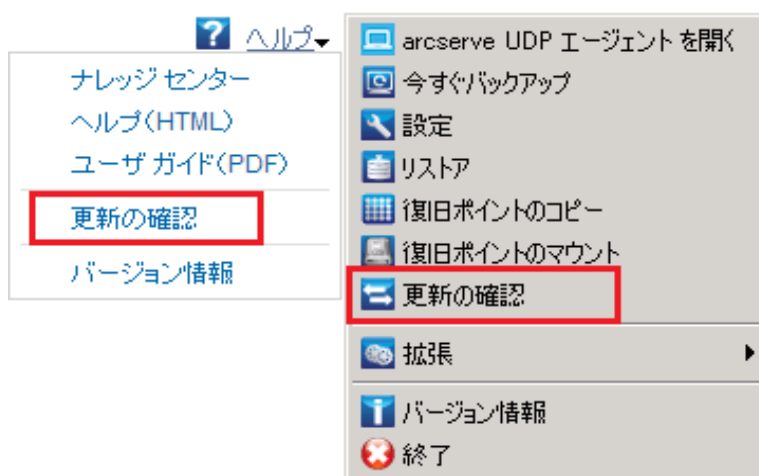 ヘルプ
ナレッジ センター
ヘルプ(HTML)
ユーザ ガイド(PDF)
更新の確認
バージョン情報
arcserve UDP エージェント を開く
今すぐバックアップ
設定
リストア
復旧ポイントのコピー
復旧ポイントのマウント
更新の確認
拡張
バージョン情報
終了